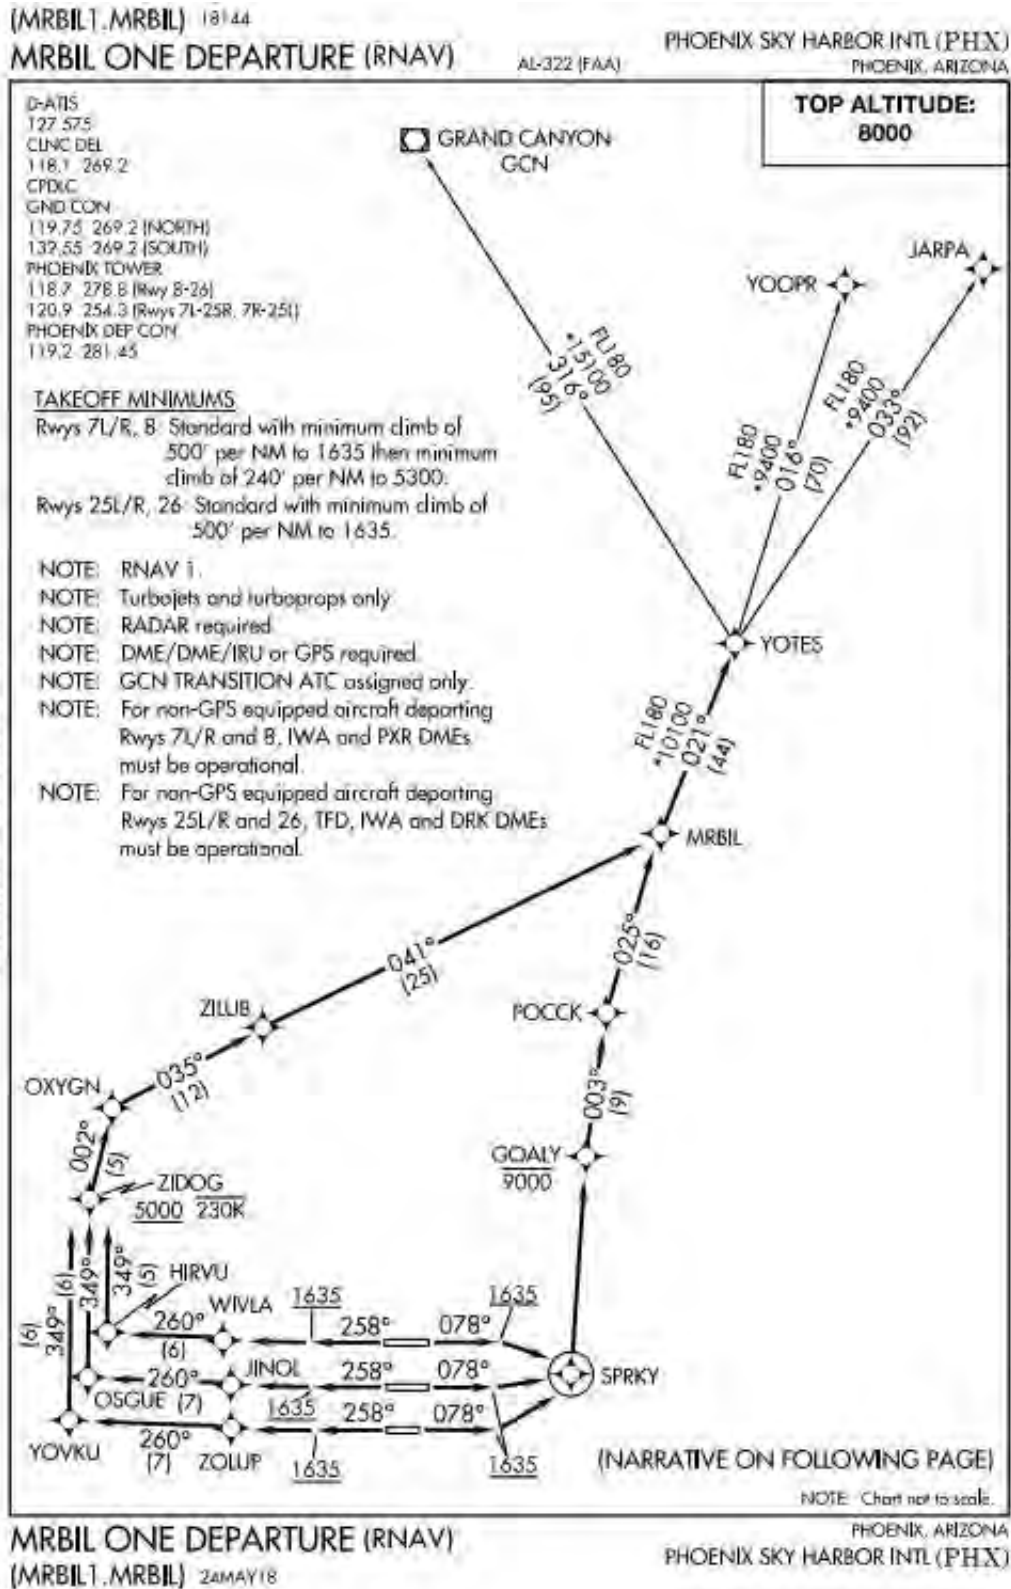 (MRBIL1.MRBIL) 18144
MRBIL ONE DEPARTURE (RNAV)
AL-322 (FAA)
PHOENIX SKY HARBOR INTL (PHX)
PHOENIX, ARIZONA
TOP ALTITUDE:
8000
D-ATIS
127.575
CLNC DEL
118.1 269.2
CPDLC
GND CON
119.75 269.2 (NORTH)
132.55 269.2 (SOUTH)
PHOENIX TOWER
118.7 278.8 (Rwy 8-26)
120.9 254.3 (Rwys 7L-25R, 7R-25L)
PHOENIX DEP CON
119.2 281.45
TAKEOFF MINIMUMS
Rwys 7L/R, 8: Standard with minimum climb of
500' per NM to 1635 then minimum
climb of 240' per NM to 5300.
Rwys 25L/R, 26: Standard with minimum climb of
500' per NM to 1635.
NOTE: RNAV 1.
NOTE: Turbojets and turboprops only.
NOTE: RADAR required.
NOTE: DME/DME/IRU or GPS required.
NOTE: GCN TRANSITION ATC assigned only.
NOTE: For non-GPS equipped aircraft departing
Rwys 7L/R and 8, IWA and PXR DMEs
must be operational.
NOTE: For non-GPS equipped aircraft departing
Rwys 25L/R and 26, TFD, IWA and DRK DMEs
must be operational.
GRAND CANYON
GCN
JARPA
YOOPR
FL180
*15100
316°
(95)
FL180
*9400
016°
(70)
FL180
*9400
033°
(92)
YOTES
FL180
*10100
021°
(44)
MRBIL
041°
(25)
025°
(16)
ZILUB
POCCK
035°
(12)
OXYGN
003°
(9)
002°
(5)
GOALY
9000
ZIDOG
5000 230K
349°
(6)
349°
(6)
349°
(5)
HIRVU
WIVLA
1635
1635
260°
(6)
258°
078°
JINOL
260°
OSGUE (7)
1635
258°
078°
SPRKY
YOVKU
260°
(7)
ZOLUP
258°
078°
1635
1635
(NARRATIVE ON FOLLOWING PAGE)
NOTE: Chart not to scale.
MRBIL ONE DEPARTURE (RNAV)
(MRBIL1.MRBIL) 24MAY18
PHOENIX, ARIZONA
PHOENIX SKY HARBOR INTL (PHX)